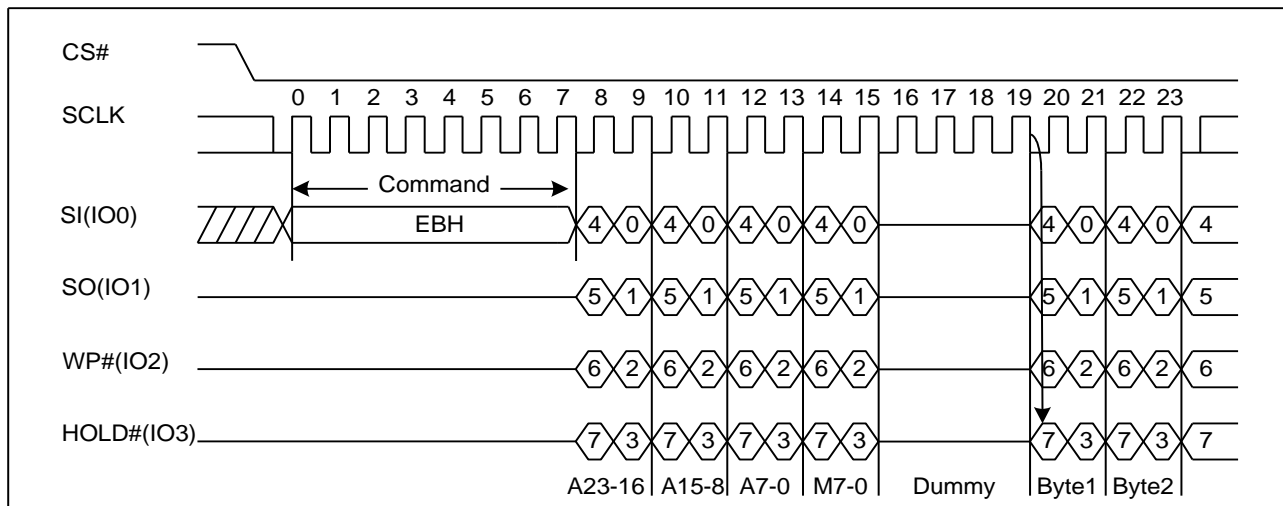 CS#
0 1 2 3 4 5 6 7 8 9 10 11 12 13 14 15 16 17 18 19 20 21 22 23
SCLK
Command
SI(IO0) EBH 4 0 4 0 4 0 4 0 4 0 4 0 4
SO(IO1) 5 1 5 1 5 1 5 1 5 1 5 1 5
WP#(IO2) 6 2 6 2 6 2 6 2 6 2 6 2 6
HOLD#(IO3) 7 3 7 3 7 3 7 3 7 3 7 3 7
A23-16 A15-8 A7-0 M7-0 Dummy Byte1 Byte2